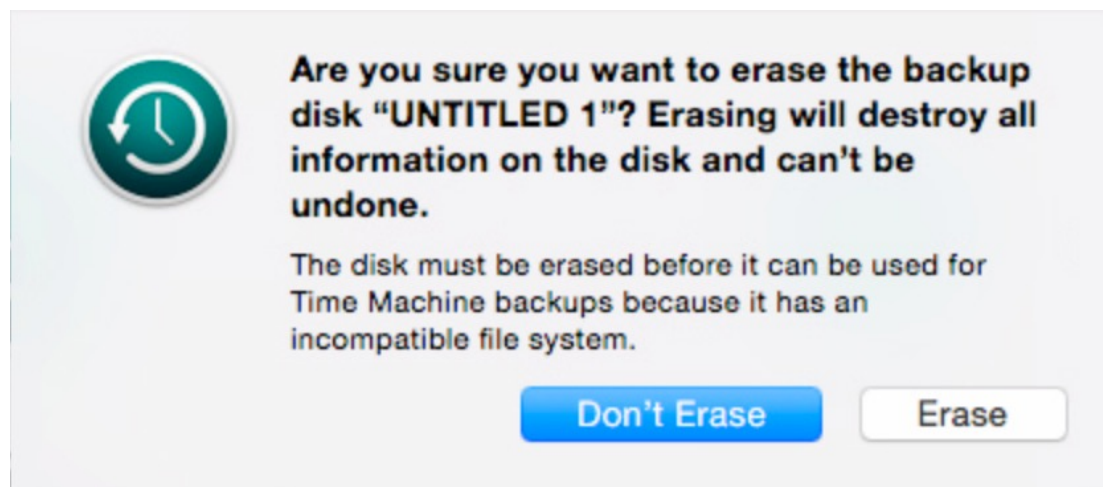 Are you sure you want to erase the backup
disk “UNTITLED 1”? Erasing will destroy all
information on the disk and can’t be
undone.
The disk must be erased before it can be used for
Time Machine backups because it has an
incompatible file system.
Don’t Erase Erase